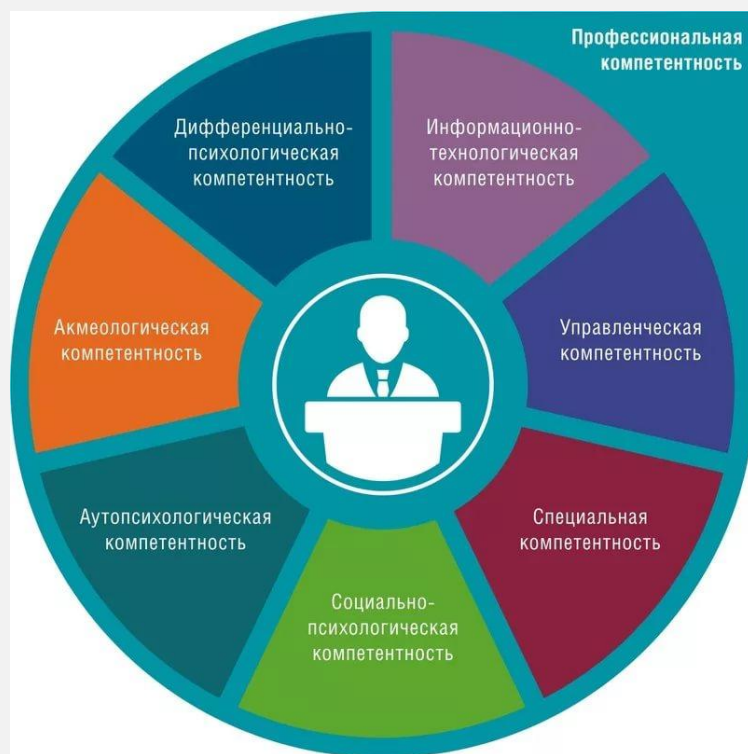 Профессиональная
компетентность
Дифференциально-
психологическая
компетентность
Информационно-
технологическая
компетентность
Акмеологическая
компетентность
Управленческая
компетентность
Аутопсихологическая
компетентность
Специальная
компетентность
Социально-
психологическая
компетентность